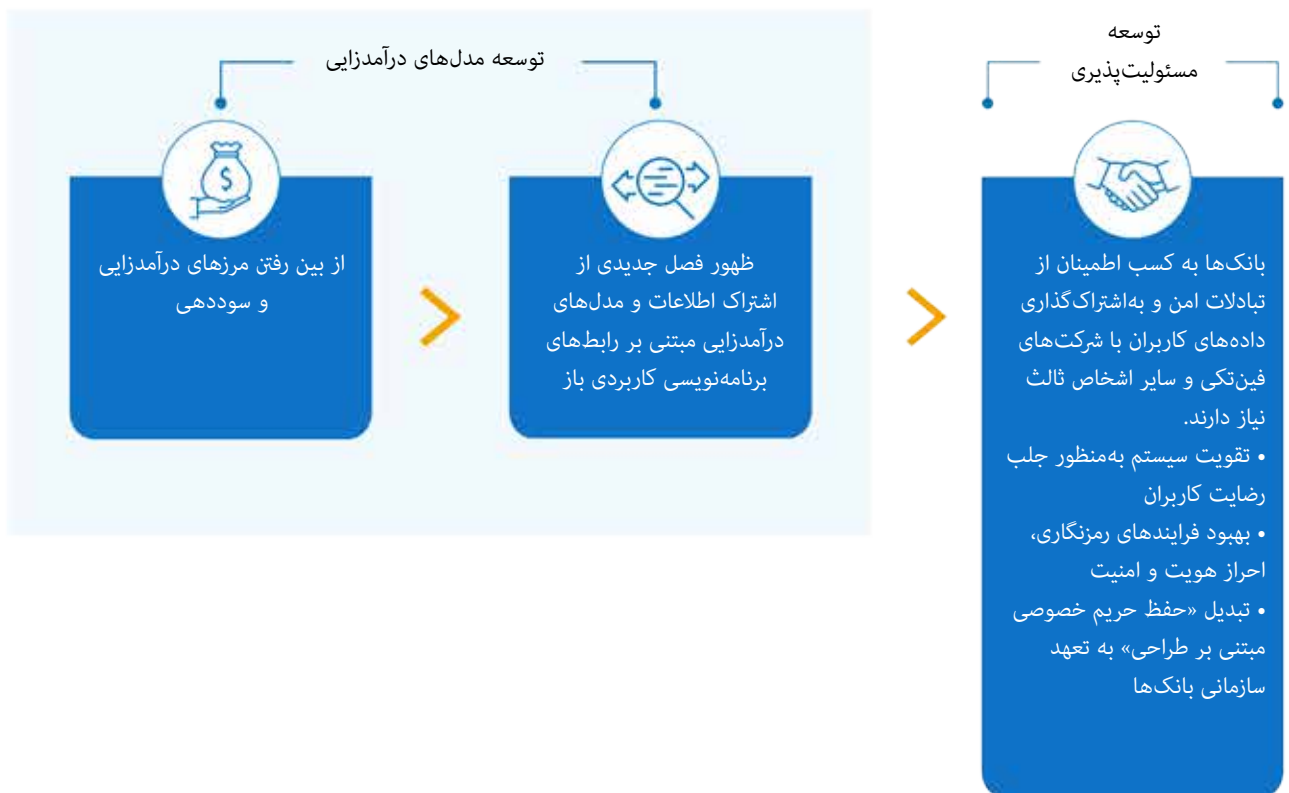 توسعه
مسئولیت‌پذیری
بانک‌ها به کسب اطمینان از
تبادلات امن و به‌اشتراک‌گذاری
داده‌های کاربران با شرکت‌های
فین‌تکی و سایر اشخاص ثالث
نیاز دارند.
• تقویت سیستم به‌منظور جلب
رضایت کاربران
• بهبود فرایندهای رمزنگاری،
احراز هویت و امنیت
• تبدیل «حفظ حریم خصوصی
مبتنی بر طراحی» به تعهد
سازمانی بانک‌ها
توسعه مدل‌های درآمدزایی
ظهور فصل جدیدی از
اشتراک اطلاعات و مدل‌های
درآمدزایی مبتنی بر رابط‌های
برنامه‌نویسی کاربردی باز
$
از بین رفتن مرزهای درآمدزایی
و سوددهی